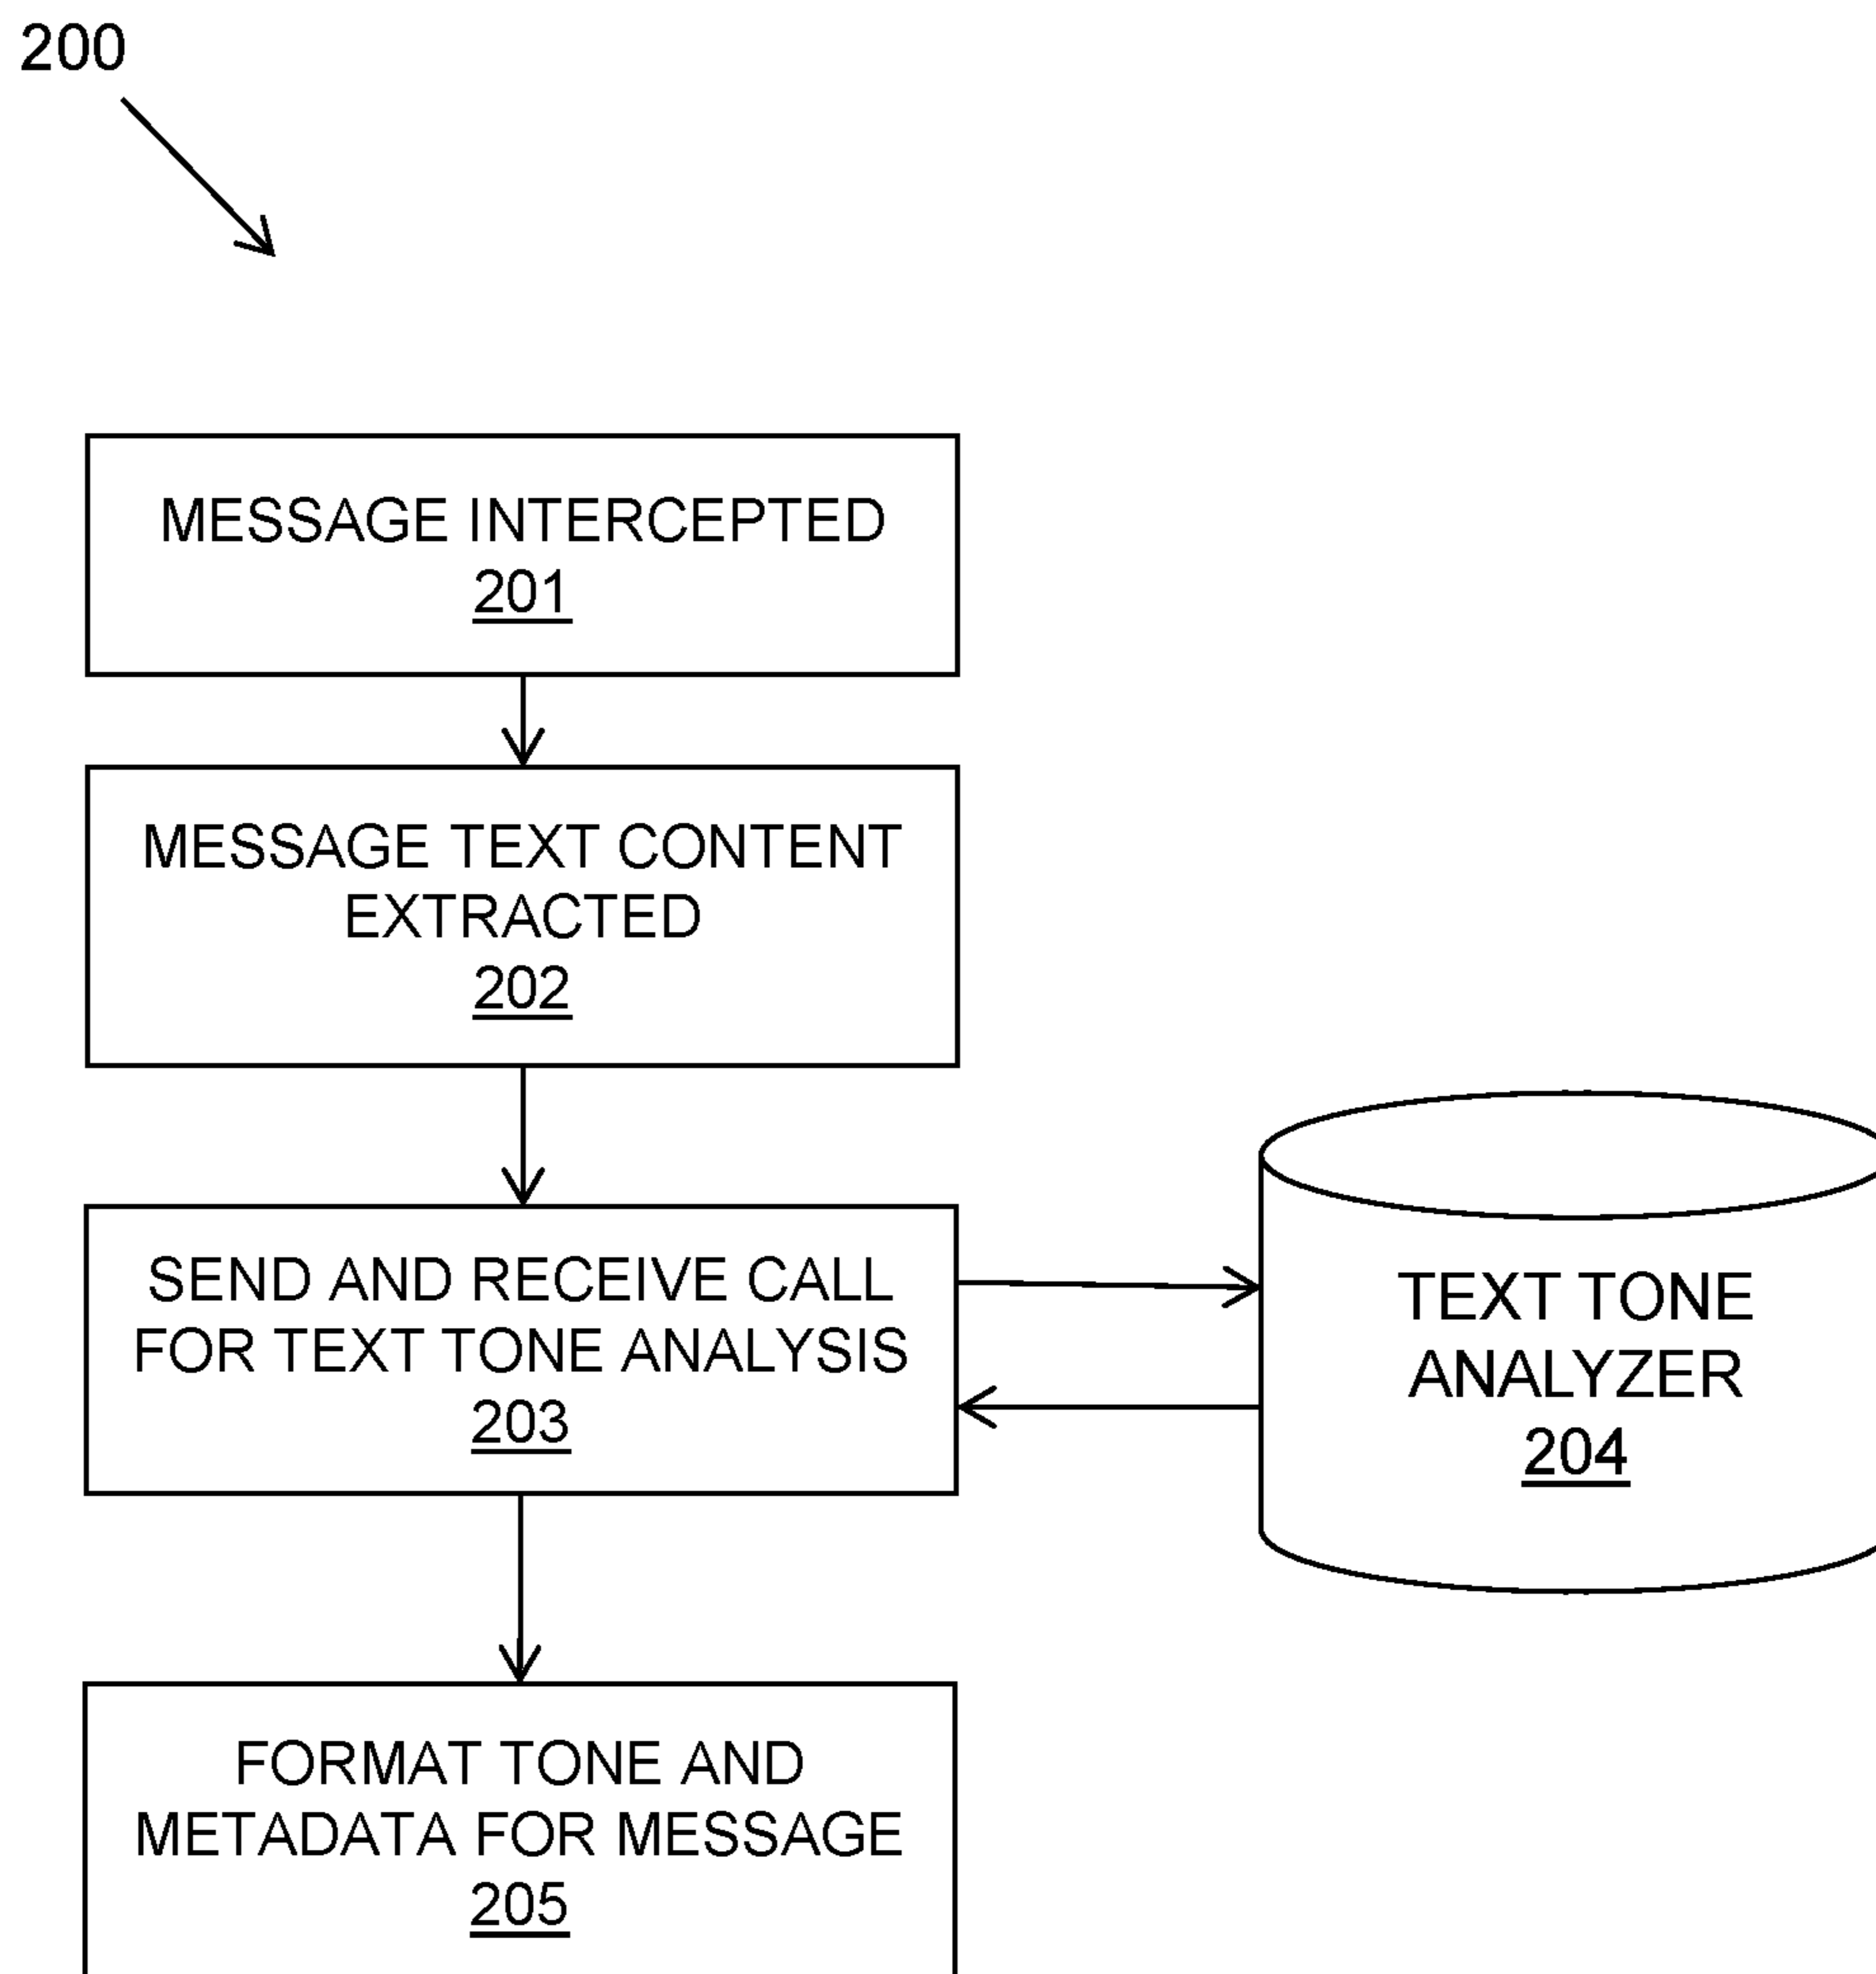 200
MESSAGE INTERCEPTED
201
MESSAGE TEXT CONTENT
EXTRACTED
202
SEND AND RECEIVE CALL
FOR TEXT TONE ANALYSIS
203
TEXT TONE
ANALYZER
204
FORMAT TONE AND
METADATA FOR MESSAGE
205